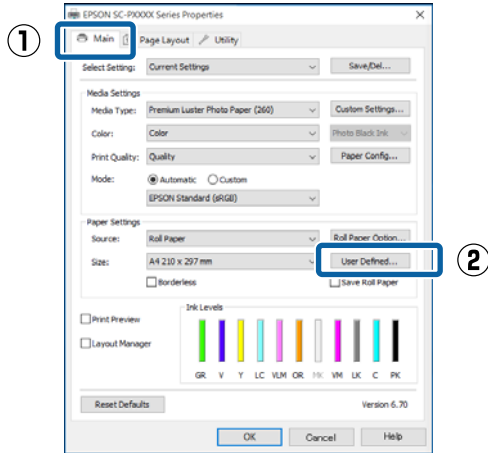 EPSON SC-PXXXX Series Properties
① Main Page Layout Utility
Select Setting: Current Settings Save/Del...
Media Settings
Media Type: Premium Luster Photo Paper (260) Custom Settings...
Color: Color Photo Black Ink
Print Quality: Quality Paper Config...
Mode: Automatic Custom
EPSON Standard (sRGB)
Paper Settings
Source: Roll Paper Roll Paper Option...
Size: A4 210 x 297 mm User Defined... ②
Borderless Save Roll Paper
Ink Levels
Print Preview
Layout Manager
GR V Y LC VLM OR MK VM LK C PK
Reset Defaults Version 6.70
OK Cancel Help